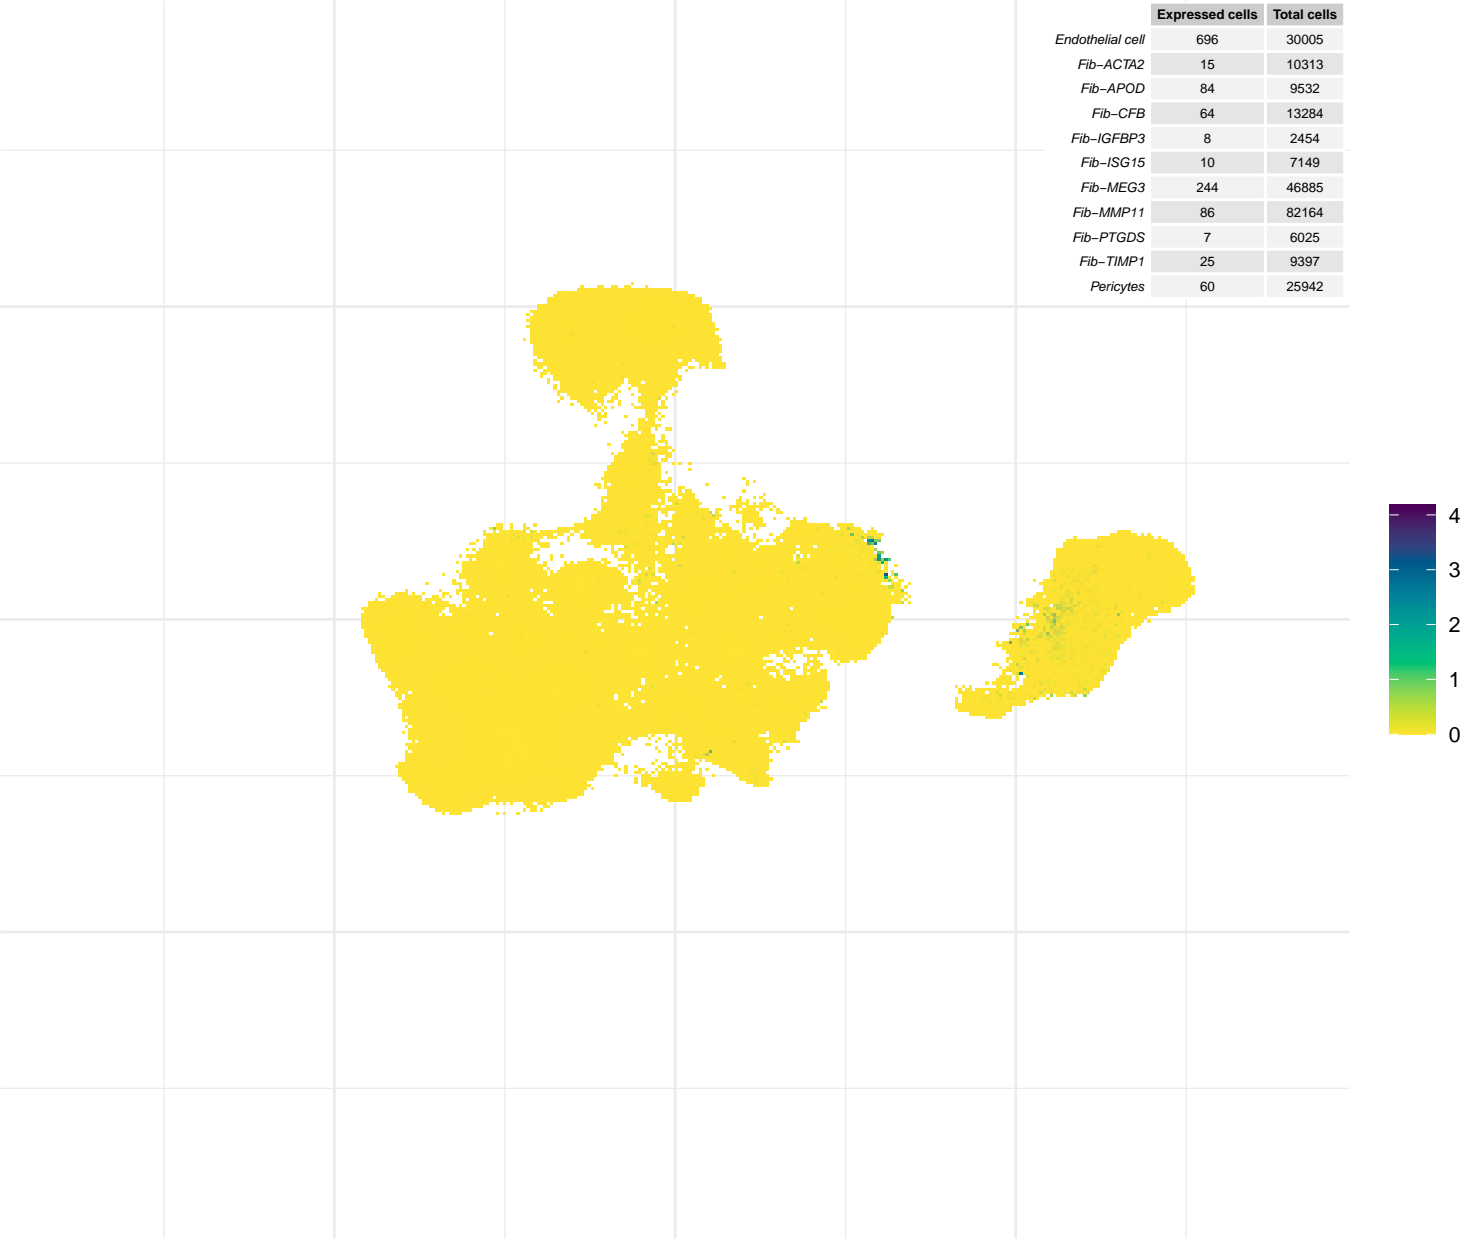 Expressed cells Total cells
Endothelial cell 696 30005
Fib−ACTA2 15 10313
Fib−APOD 84 9532
Fib−CFB 64 13284
Fib−IGFBP3 8 2454
Fib−ISG15 10 7149
Fib−MEG3 244 46885
Fib−MMP11 86 82164
Fib−PTGDS 7 6025
Fib−TIMP1 25 9397
Pericytes 60 25942
4
3
2
1
0